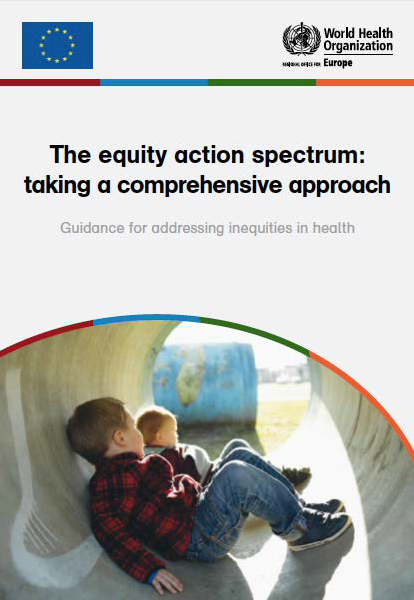 World Health
Organization
REGIONAL OFFICE FOR Europe
The equity action spectrum:
taking a comprehensive approach
Guidance for addressing inequities in health